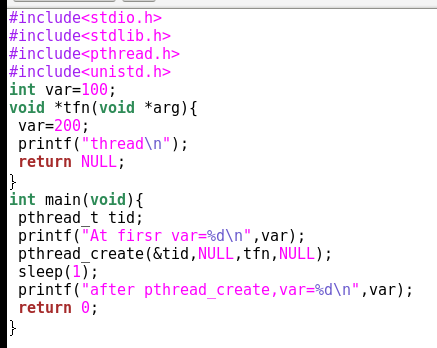 #include<stdio.h>
#include<stdlib.h>
#include<pthread.h>
#include<unistd.h>
int var=100;
void *tfn(void *arg){
 var=200;
 printf("thread\n");
 return NULL;
}
int main(void){
 pthread_t tid;
 printf("At firsr var=%d\n",var);
 pthread_create(&tid,NULL,tfn,NULL);
 sleep(1);
 printf("after pthread_create,var=%d\n",var);
 return 0;
}